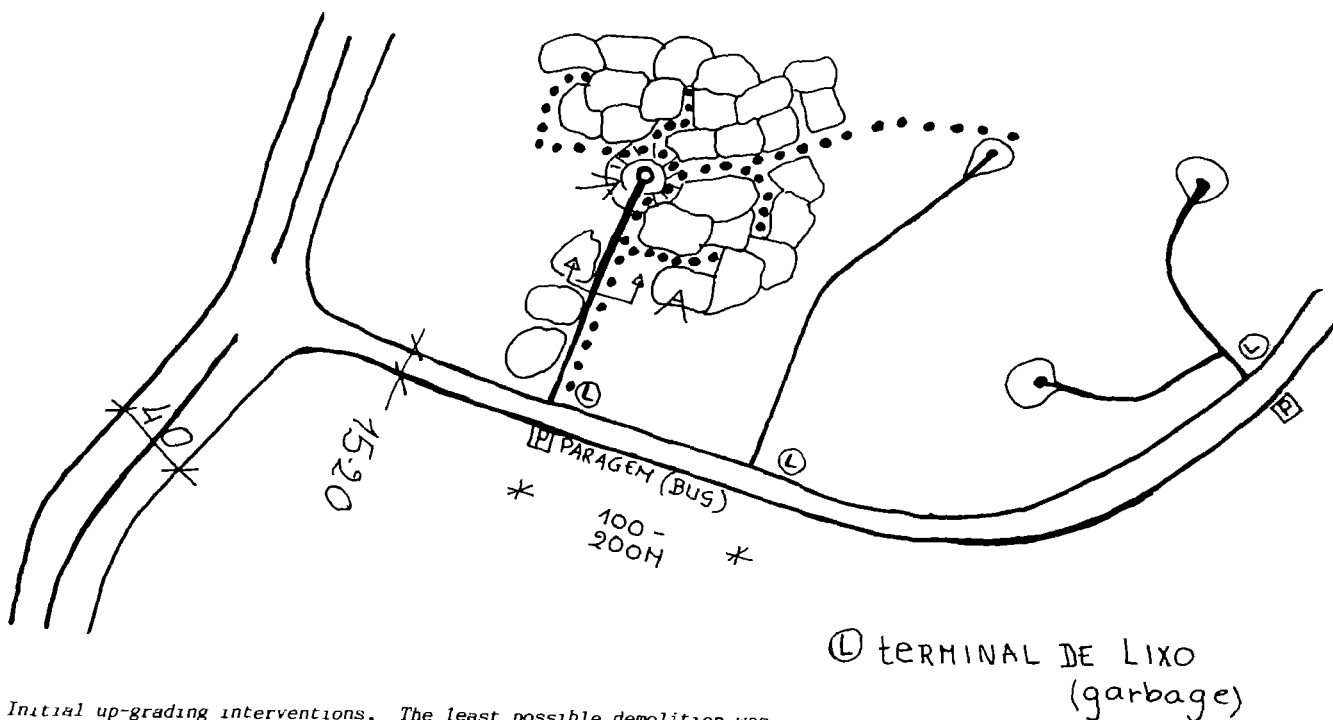 40
15-20
P PARAGEM (BUS)
100 -
200M
L
L
L
P
L TERMINAL DE LIXO
(garbage)
Initial up-grading interventions. The least possible demolition was